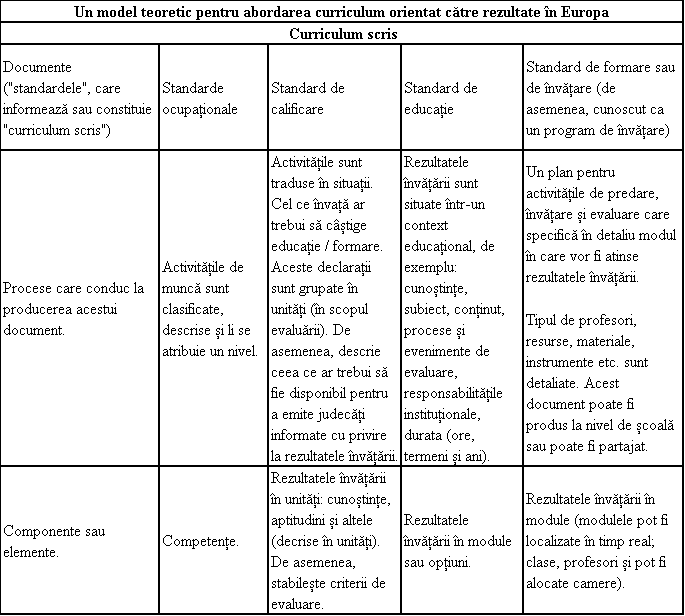 Un model teoretic pentru abordarea curriculum orientat către rezultate în Europa
Curriculum scris
Documente
("standardele", care
informează sau constituie
"curriculum scris")
Standarde
ocupaționale
Standard de
calificare
Standard de
educație
Standard de formare sau
de învățare (de
asemenea, cunoscut ca
un program de învățare)
Procese care conduc la
producerea acestui
document.
Activitățile de
muncă sunt
clasificate,
descrise și li se
atribuie un nivel.
Activitățile sunt
traduse în situații.
Cel ce învață ar
trebui să câștige
educație / formare.
Aceste declarații
sunt grupate în
unități (în scopul
evaluării). De
asemenea, descrie
ceea ce ar trebui să
fie disponibil pentru
a emite judecăți
informate cu privire
la rezultatele învățării.
Rezultatele
învățării sunt
situate într-un
context
educațional, de
exemplu:
cunoștințe,
subiect, conținut,
procese și
evenimente de
evaluare,
responsabilitățile
instituționale,
durata (ore,
termeni și ani).
Un plan pentru
activitățile de predare,
învățare și evaluare care
specifică în detaliu modul
în care vor fi atinse
rezultatele învățării.
Tipul de profesori,
resurse, materiale,
instrumente etc. sunt
detaliate. Acest
document poate fi
produs la nivel de școală
sau poate fi partajat.
Componente sau
elemente.
Competențe.
Rezultatele învățării
în unități: cunoștințe,
aptitudini și altele
(decrise în unități).
De asemenea,
stabilește criterii de
evaluare.
Rezultatele
învățării în module
sau opțiuni.
Rezultatele învățării în
module (modulele pot fi
localizate în timp real;
clase, profesori și pot fi
alocate camere).